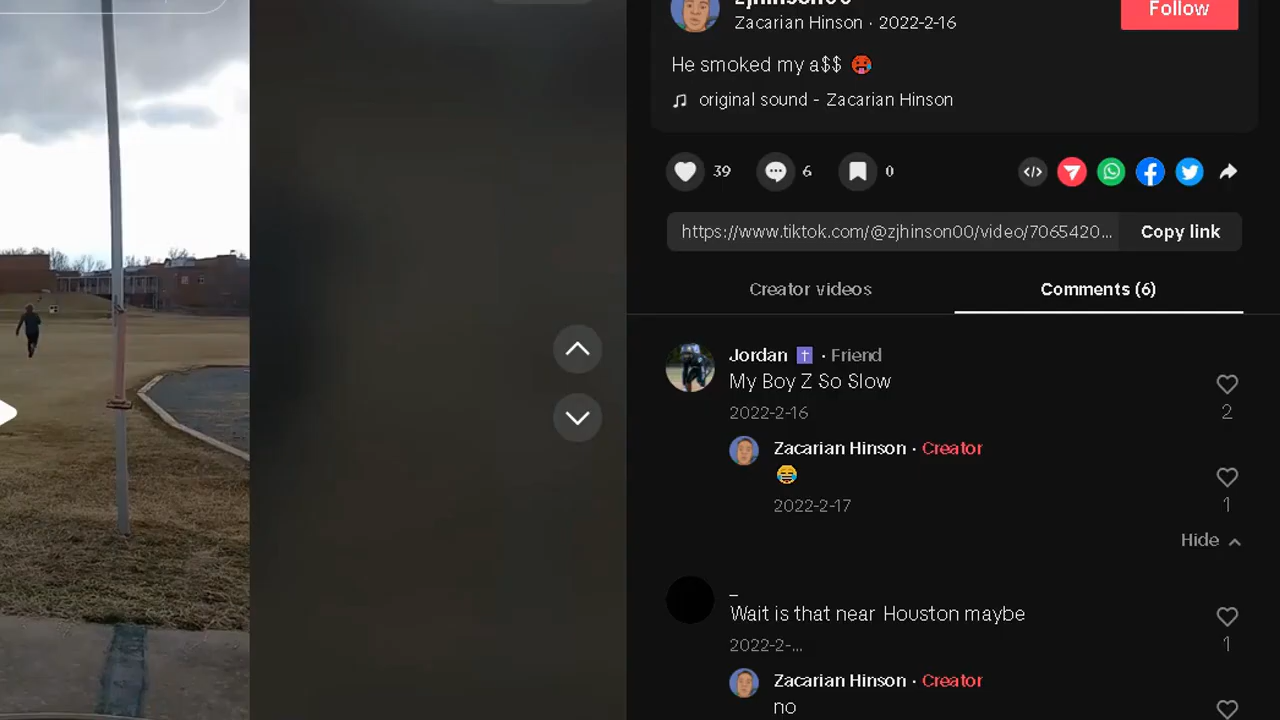 Zacarian Hinson · 2022-2-16
Follow
He smoked my a$$ 🥵
original sound - Zacarian Hinson
39
6
0
https://www.tiktok.com/@zjhinson00/video/7065420...
Copy link
Creator videos
Comments (6)
Jordan ✝️ · Friend
My Boy Z So Slow
2022-2-16
2
Zacarian Hinson · Creator
😂
2022-2-17
1
Hide
_
Wait is that near Houston maybe
2022-2-...
1
Zacarian Hinson · Creator
no